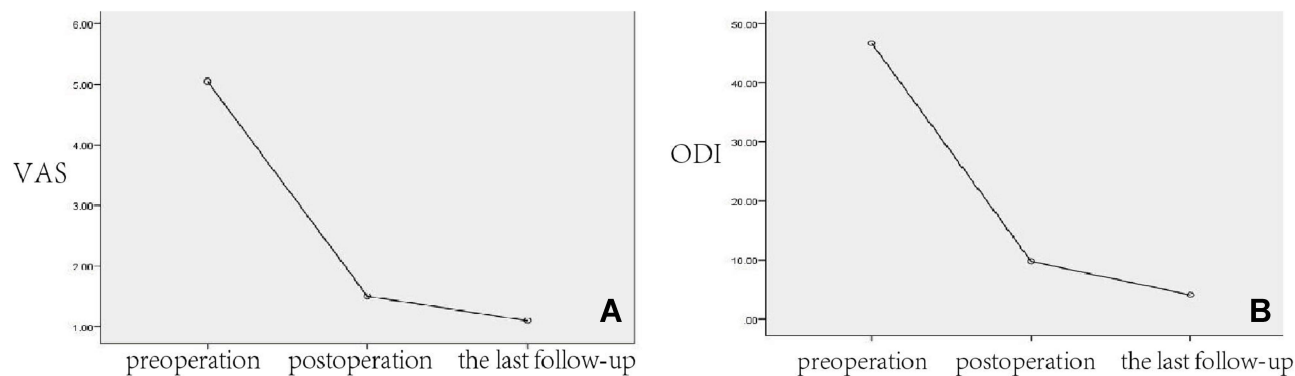 6.00
5.00
4.00
VAS
3.00
2.00
1.00
A
preoperation postoperation the last follow-up
50.00
40.00
30.00
ODI
20.00
10.00
.00
B
preoperation postoperation the last follow-up